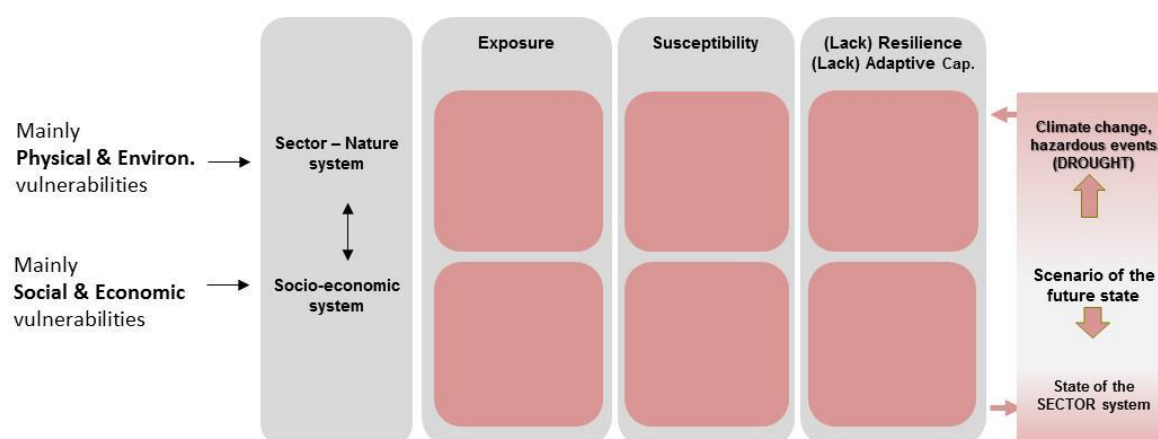 Exposure
Susceptibility
(Lack) Resilience
(Lack) Adaptive Cap.
Mainly
Physical & Environ.
vulnerabilities
Sector – Nature
system
Mainly
Social & Economic
vulnerabilities
Socio-economic
system
Climate change,
hazardous events
(DROUGHT)
Scenario of the
future state
State of the
SECTOR system